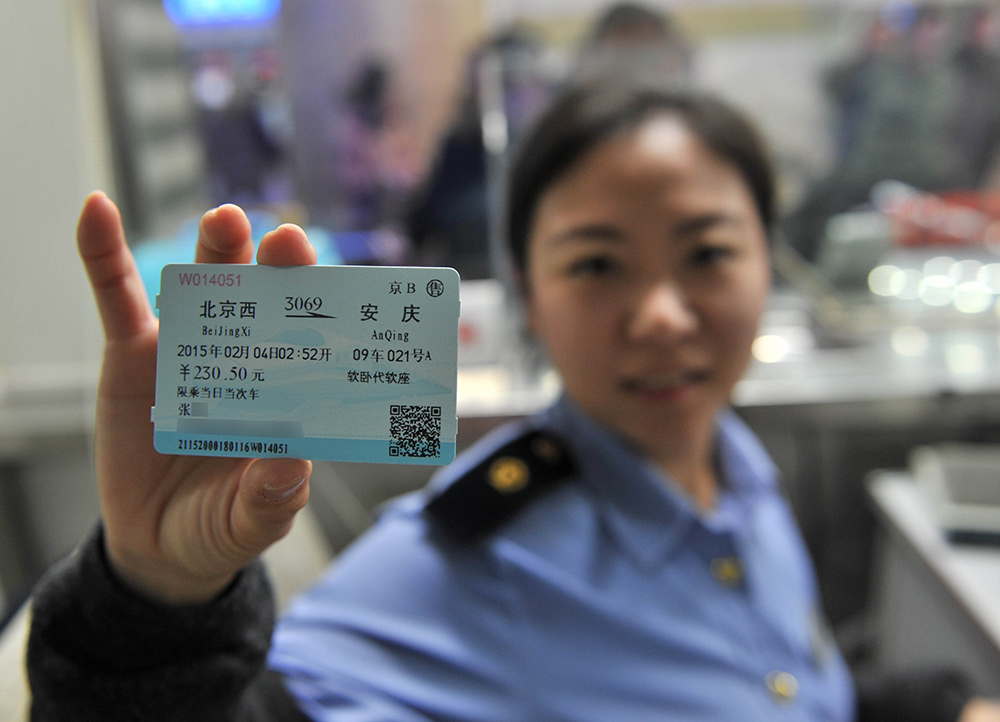 W014051 京B 售
北京西 3069 安庆
BeiJingXi AnQing
2015年02月04日02:52开 09车021号A
￥230.50元 软卧代软座
限乘当日当次车
张
21152000180116W014051